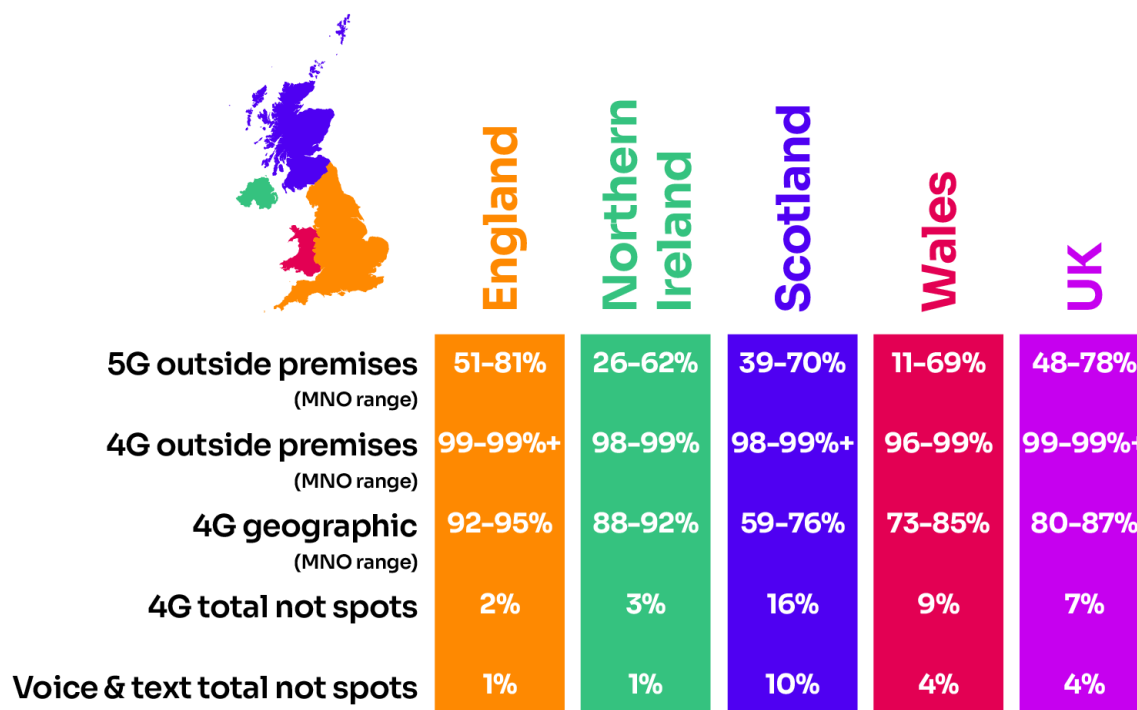 England
Northern
Ireland
Scotland
Wales
UK
5G outside premises 51–81% 26–62% 39–70% 11–69% 48–78%
(MNO range)
4G outside premises 99–99%+ 98–99% 98–99%+ 96–99% 99–99%+
(MNO range)
4G geographic 92–95% 88–92% 59–76% 73–85% 80–87%
(MNO range)
4G total not spots 2% 3% 16% 9% 7%
Voice & text total not spots 1% 1% 10% 4% 4%